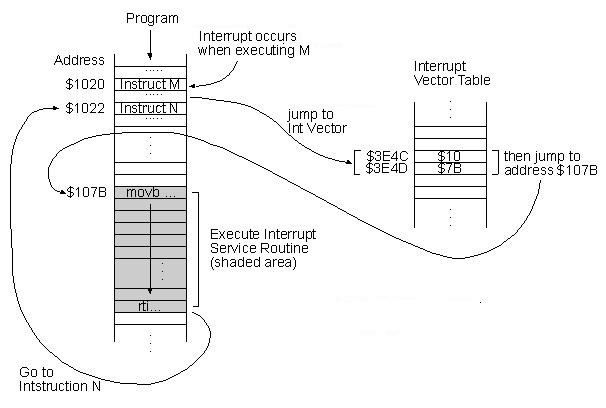 Program
Interrupt occurs
when executing M
Address
.....
$1020 Instruct M
.....
$1022 Instruct N
.....
Interrupt
Vector Table
jump to
Int Vector
$3E4C $10
$3E4D $7B
then jump to
address $107B
$107B movb ...
Execute Interrupt
Service Routine
(shaded area)
rti...
Go to
Intstruction N